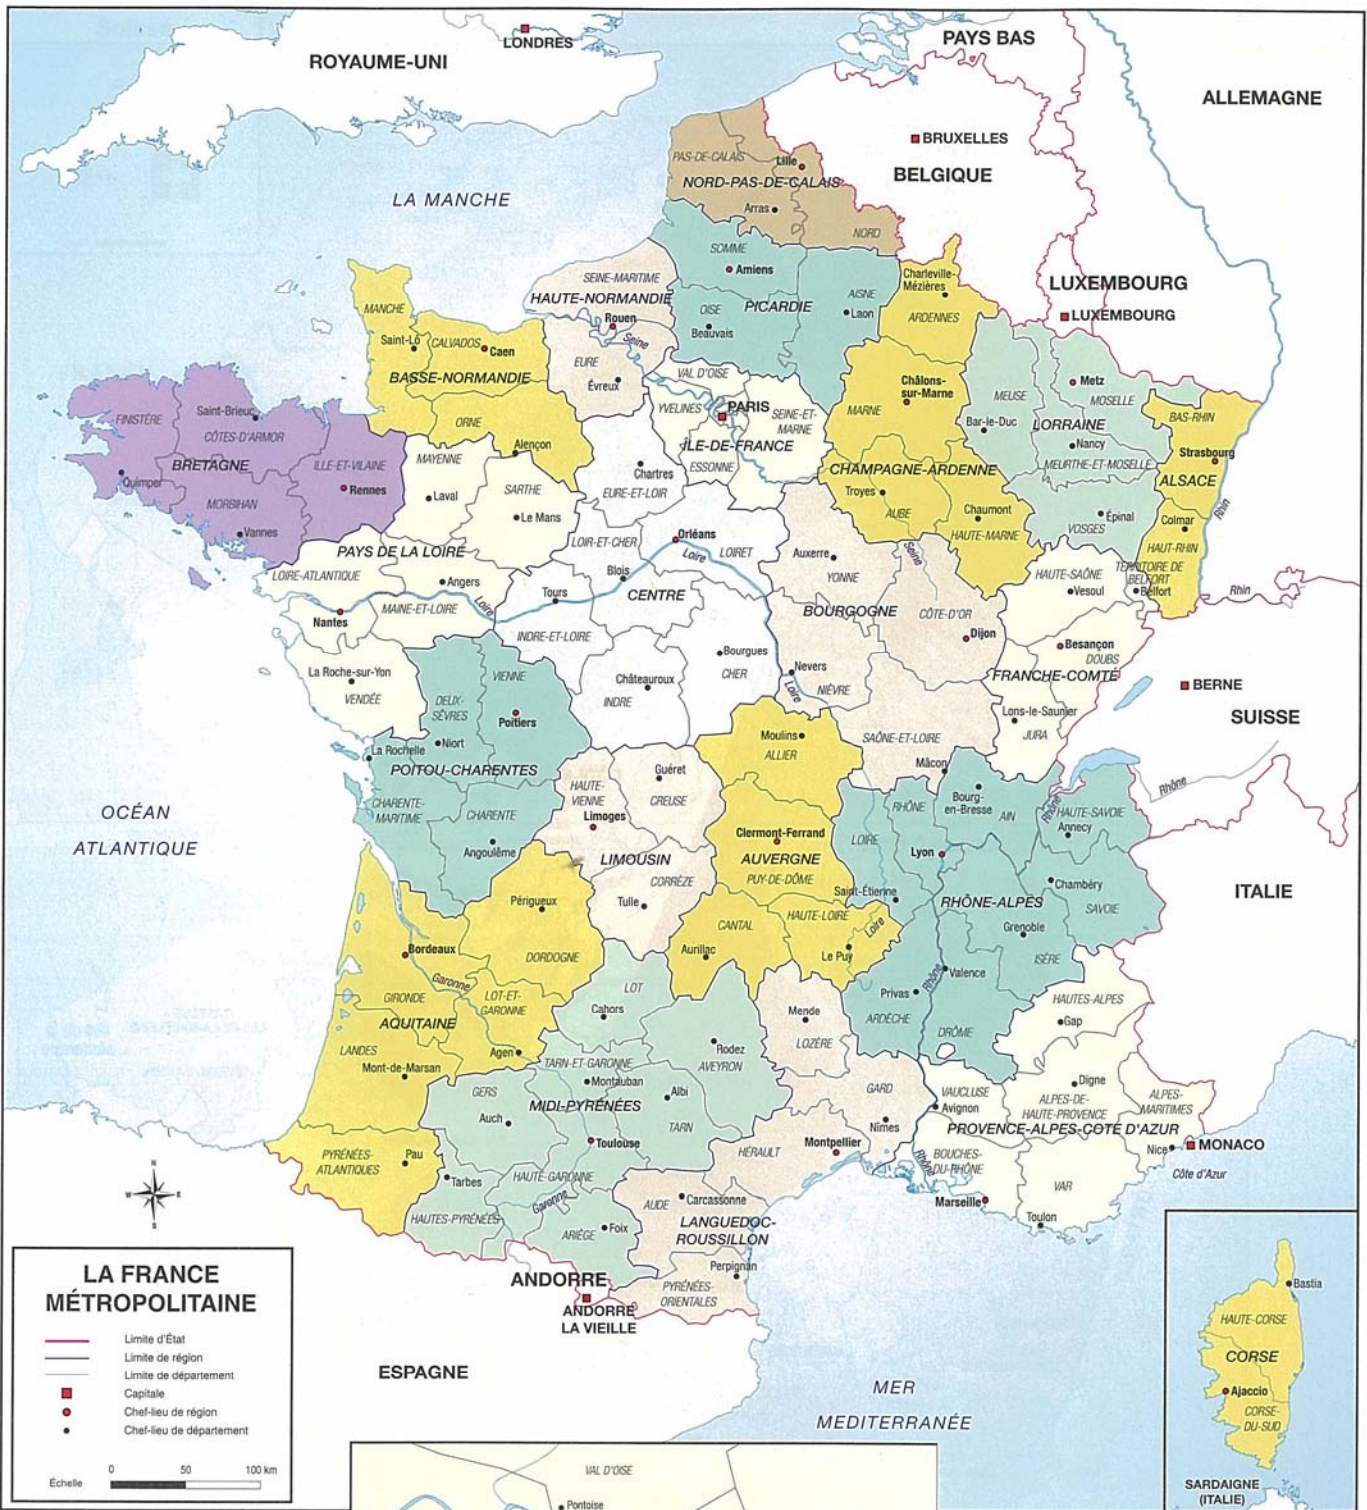 LONDRES
ROYAUME-UNI
PAYS BAS
ALLEMAGNE
BRUXELLES
BELGIQUE
LA MANCHE
PAS-DE-CALAIS
Lille
NORD-PAS-DE-CALAIS
Arras
NORD
SOMME
Amiens
OISE
PICARDIE
AISNE
Beauvais
Laon
SEINE-MARITIME
HAUTE-NORMANDIE
Rouen
Seine
EURE
Évreux
Charleville-
Mézières
ARDENNES
LUXEMBOURG
LUXEMBOURG
MANCHE
Saint-Lô
CALVADOS
Caen
BASSE-NORMANDIE
ORNE
Alençon
VAL D'OISE
YVELINES
PARIS
SEINE-ET-
MARNE
ÎLE-DE-FRANCE
ESSONNE
Châlons-
sur-Marne
MARNE
CHAMPAGNE-ARDENNE
Troyes
AUBE
Chaumont
HAUTE-MARNE
MEUSE
Metz
MOSELLE
Bar-le-Duc
LORRAINE
Nancy
MEURTHE-ET-MOSELLE
Épinal
VOSGES
BAS-RHIN
Strasbourg
ALSACE
Colmar
HAUT-RHIN
Rhin
Rhin
FINISTÈRE
Saint-Brieuc
CÔTES-D'ARMOR
BRETAGNE
ILLE-ET-VILAINE
Quimper
Rennes
MORBIHAN
Vannes
MAYENNE
Laval
SARTHE
Le Mans
PAYS DE LA LOIRE
LOIRE-ATLANTIQUE
Angers
MAINE-ET-LOIRE
Loire
Nantes
La Roche-sur-Yon
VENDÉE
Chartres
EURE-ET-LOIR
Orléans
LOIR-ET-CHER
Loire
LOIRET
Blois
Tours
CENTRE
INDRE-ET-LOIRE
Bourgues
CHER
Châteauroux
INDRE
Auxerre
YONNE
Seine
BOURGOGNE
CÔTE-D'OR
Dijon
Nevers
NIÈVRE
Loire
SAÔNE-ET-LOIRE
Mâcon
HAUTE-SAÔNE
Vesoul
TERRITOIRE DE
BELFORT
Belfort
Besançon
DOUBS
FRANCHE-COMTÉ
Lons-le-Saunier
JURA
BERNE
SUISSE
Rhône
ITALIE
VIENNE
DEUX-
SÈVRES
Poitiers
Niort
La Rochelle
POITOU-CHARENTES
CHARENTE-
MARITIME
CHARENTE
Angoulême
OCÉAN
ATLANTIQUE
HAUTE-
VIENNE
Guéret
CREUSE
Limoges
LIMOUSIN
CORRÈZE
Tulle
Moulins
ALLIER
Clermont-Ferrand
AUVERGNE
PUY-DE-DÔME
CANTAL
HAUTE-LOIRE
Aurillac
Le Puy
Loire
RHÔNE
Bourg-
en-Bresse
AIN
Rhône
HAUTE-SAVOIE
Annecy
LOIRE
Lyon
Saint-Étienne
Chambéry
RHÔNE-ALPES
SAVOIE
Grenoble
ISÈRE
Rhône
Valence
Privas
ARDÈCHE
DRÔME
Périgueux
DORDOGNE
Bordeaux
Garonne
GIRONDE
LOT-ET-
GARONNE
AQUITAINE
Agen
LANDES
Mont-de-Marsan
PYRÉNÉES-
ATLANTIQUES
Pau
LOT
Cahors
Rodez
AVEYRON
TARN-ET-GARONNE
Montauban
GERS
MIDI-PYRÉNÉES
Albi
Auch
TARN
Toulouse
Tarbes
HAUTE-GARONNE
Garonne
HAUTES-PYRÉNÉES
ARIÈGE
Foix
Mende
LOZÈRE
GARD
Nîmes
HÉRAULT
Montpellier
AUDE
Carcassonne
LANGUEDOC-
ROUSSILLON
Perpignan
PYRÉNÉES-
ORIENTALES
HAUTES-ALPES
Gap
VAUCLUSE
Avignon
Digne
ALPES-DE-
HAUTE-PROVENCE
ALPES-
MARITIMES
PROVENCE-ALPES-COTE D'AZUR
BOUCHES-
DU-RHÔNE
Rhône
Nice
MONACO
Côte d'Azur
VAR
Marseille
Toulon
ANDORRE
ANDORRE
LA VIEILLE
ESPAGNE
MER
MEDITERRANÉE
Bastia
HAUTE-CORSE
CORSE
Ajaccio
CORSE-
DU-SUD
SARDAIGNE
(ITALIE)
N
W E
S
LA FRANCE
MÉTROPOLITAINE
Limite d'État
Limite de région
Limite de département
Capitale
Chef-lieu de région
Chef-lieu de département
Échelle 0 50 100 km
VAL D'OISE
Pontoise